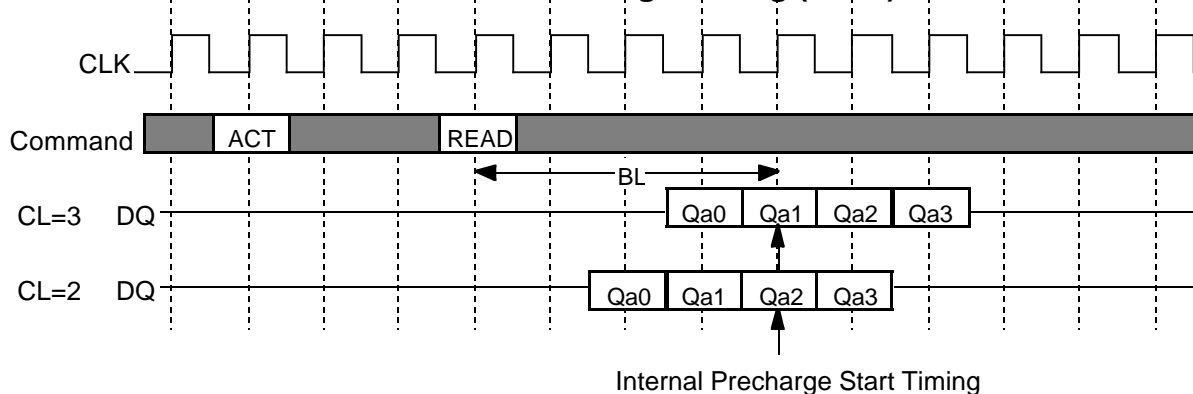 CLK
Command ACT READ
BL
CL=3 DQ Qa0 Qa1 Qa2 Qa3
CL=2 DQ Qa0 Qa1 Qa2 Qa3
Internal Precharge Start Timing